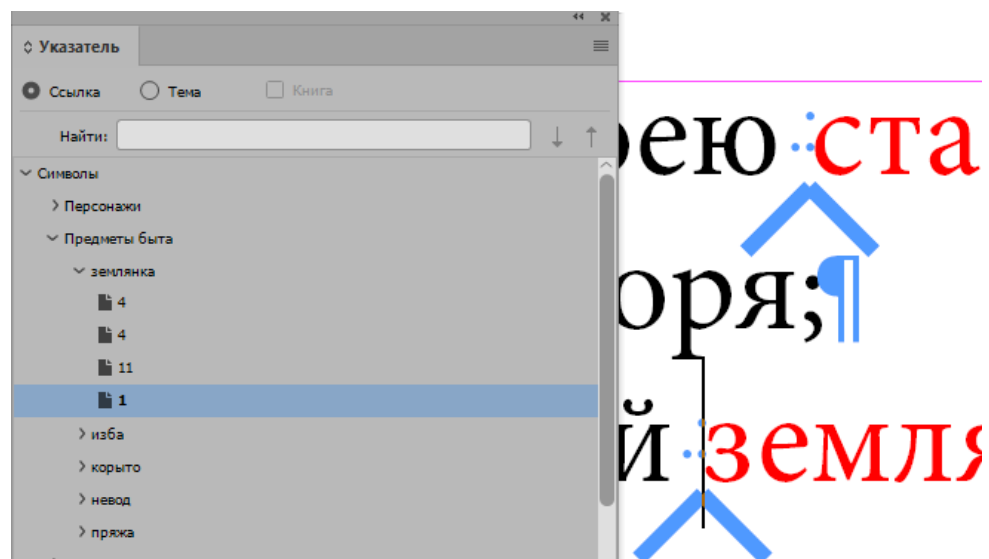 Указатель
Ссылка
Тема
Книга
Найти:
Символы
Персонажи
Предметы быта
землянка
4
4
11
1
изба
корыто
невод
пряжа
ею ста
оря;¶
й земля